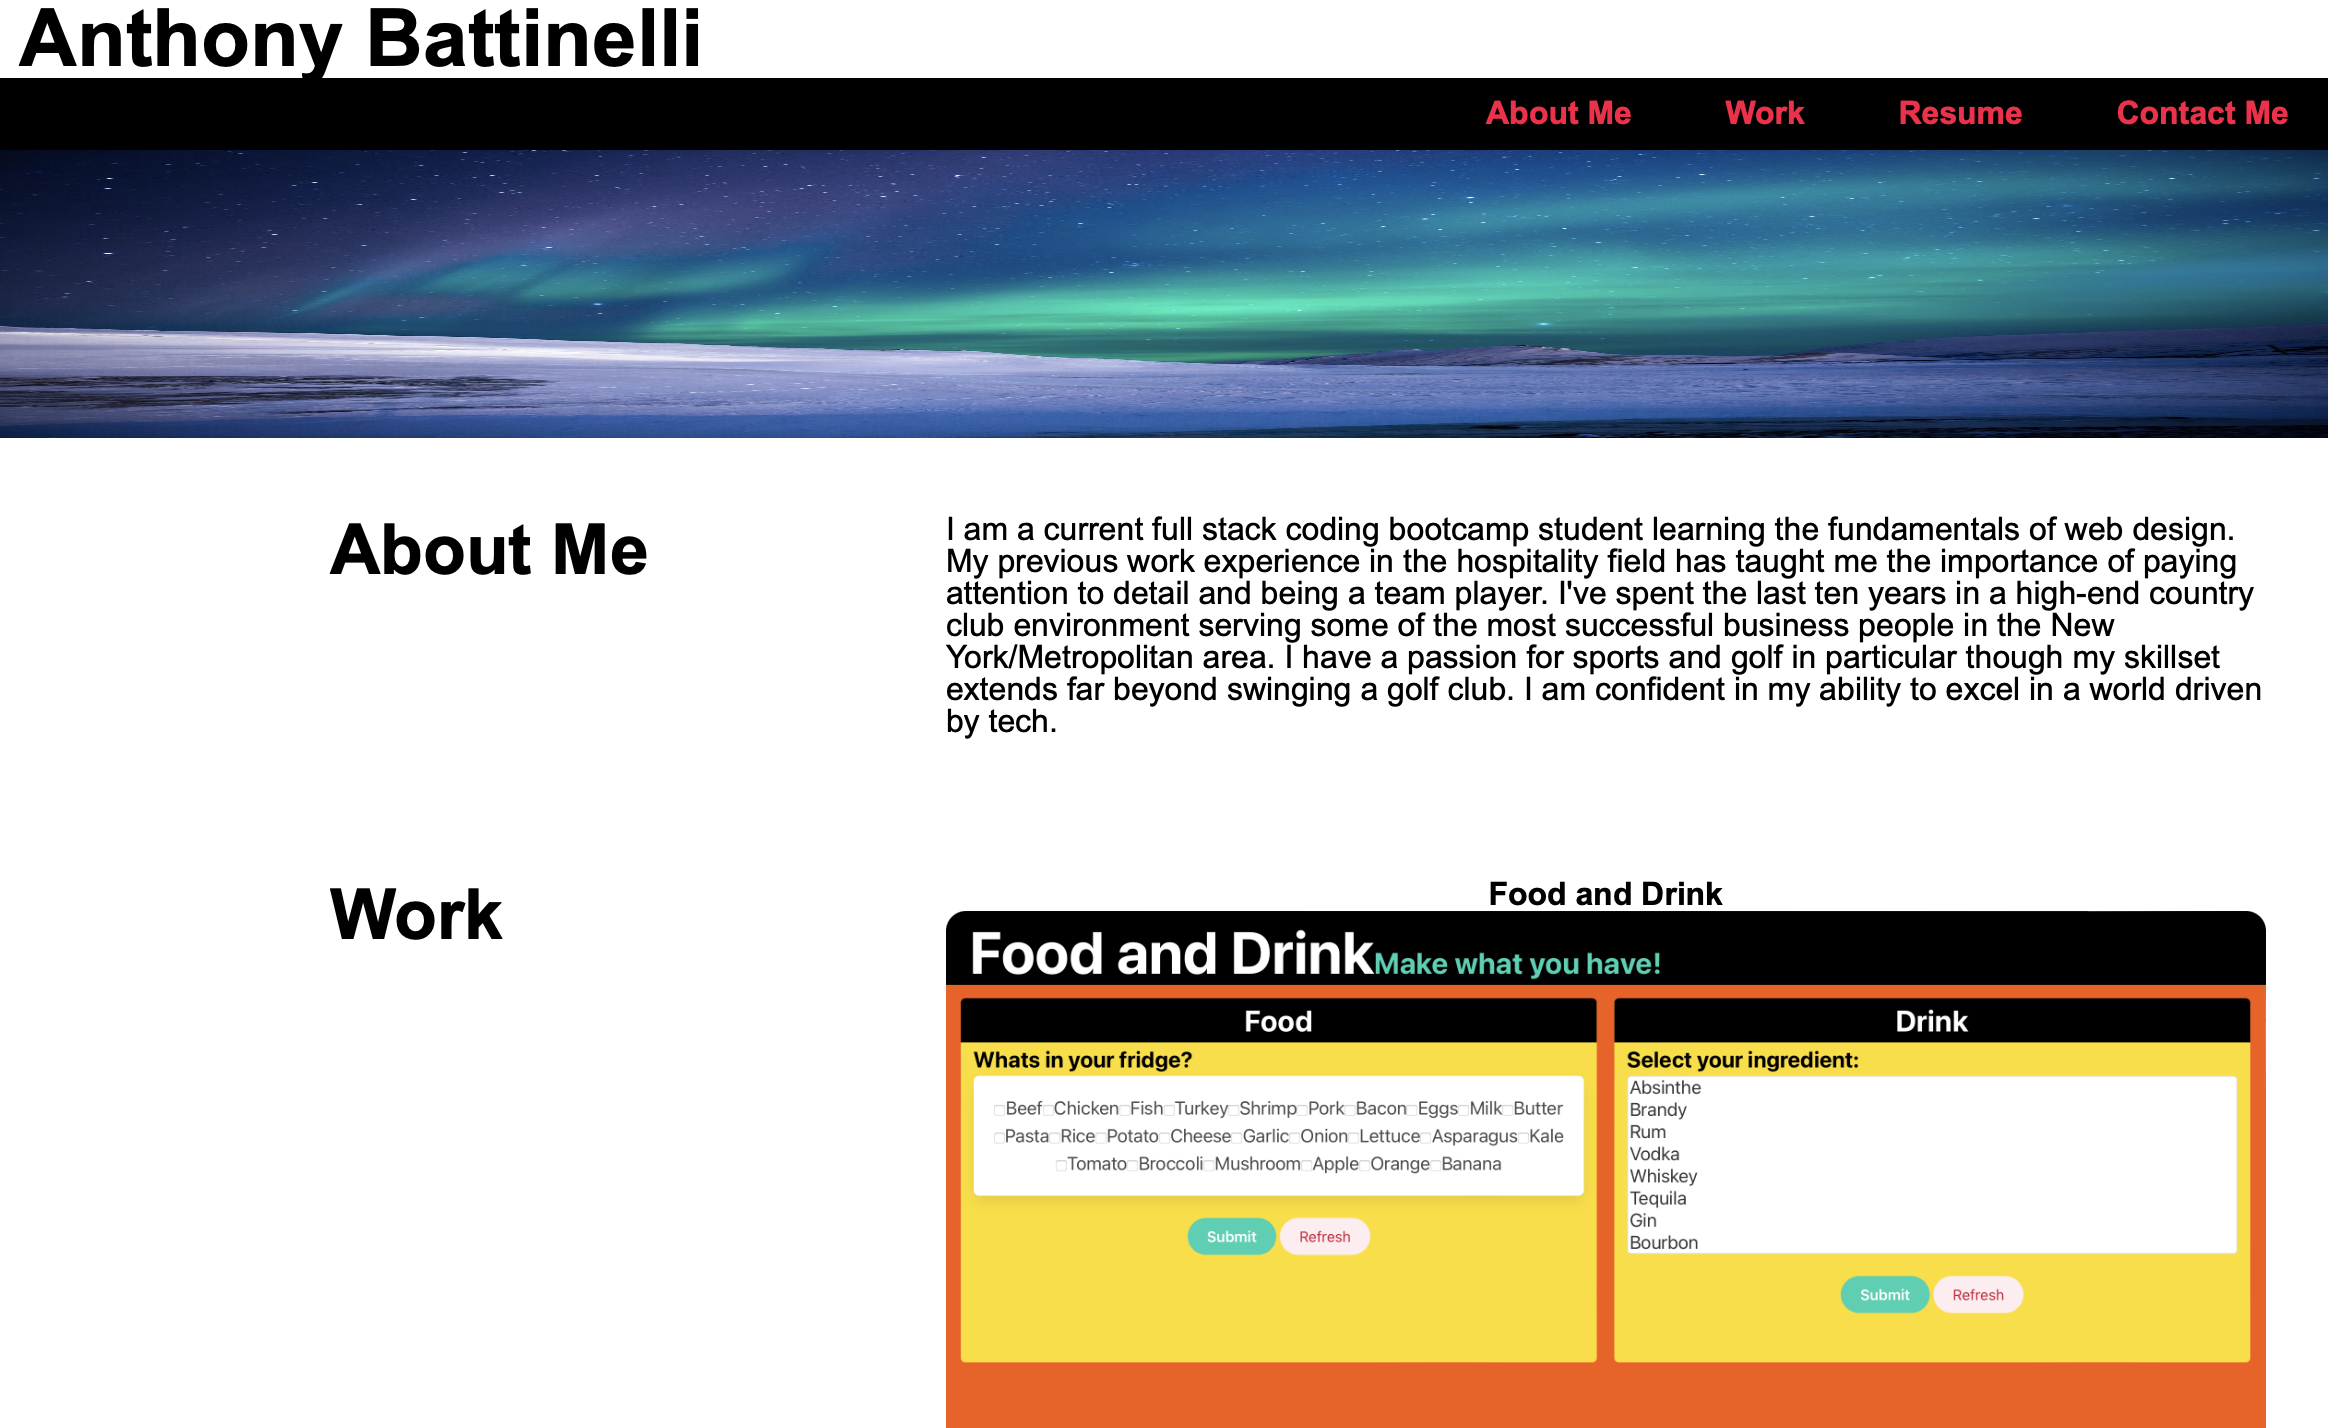 Anthony Battinelli
About Me Work Resume Contact Me
About Me
I am a current full stack coding bootcamp student learning the fundamentals of web design.
My previous work experience in the hospitality field has taught me the importance of paying
attention to detail and being a team player. I've spent the last ten years in a high-end country
club environment serving some of the most successful business people in the New
York/Metropolitan area. I have a passion for sports and golf in particular though my skillset
extends far beyond swinging a golf club. I am confident in my ability to excel in a world driven
by tech.
Work
Food and Drink
Food and Drink Make what you have!
Food
Whats in your fridge?
Beef Chicken Fish Turkey Shrimp Pork Bacon Eggs Milk Butter
Pasta Rice Potato Cheese Garlic Onion Lettuce Asparagus Kale
Tomato Broccoli Mushroom Apple Orange Banana
Submit Refresh
Drink
Select your ingredient:
Absinthe
Brandy
Rum
Vodka
Whiskey
Tequila
Gin
Bourbon
Submit Refresh